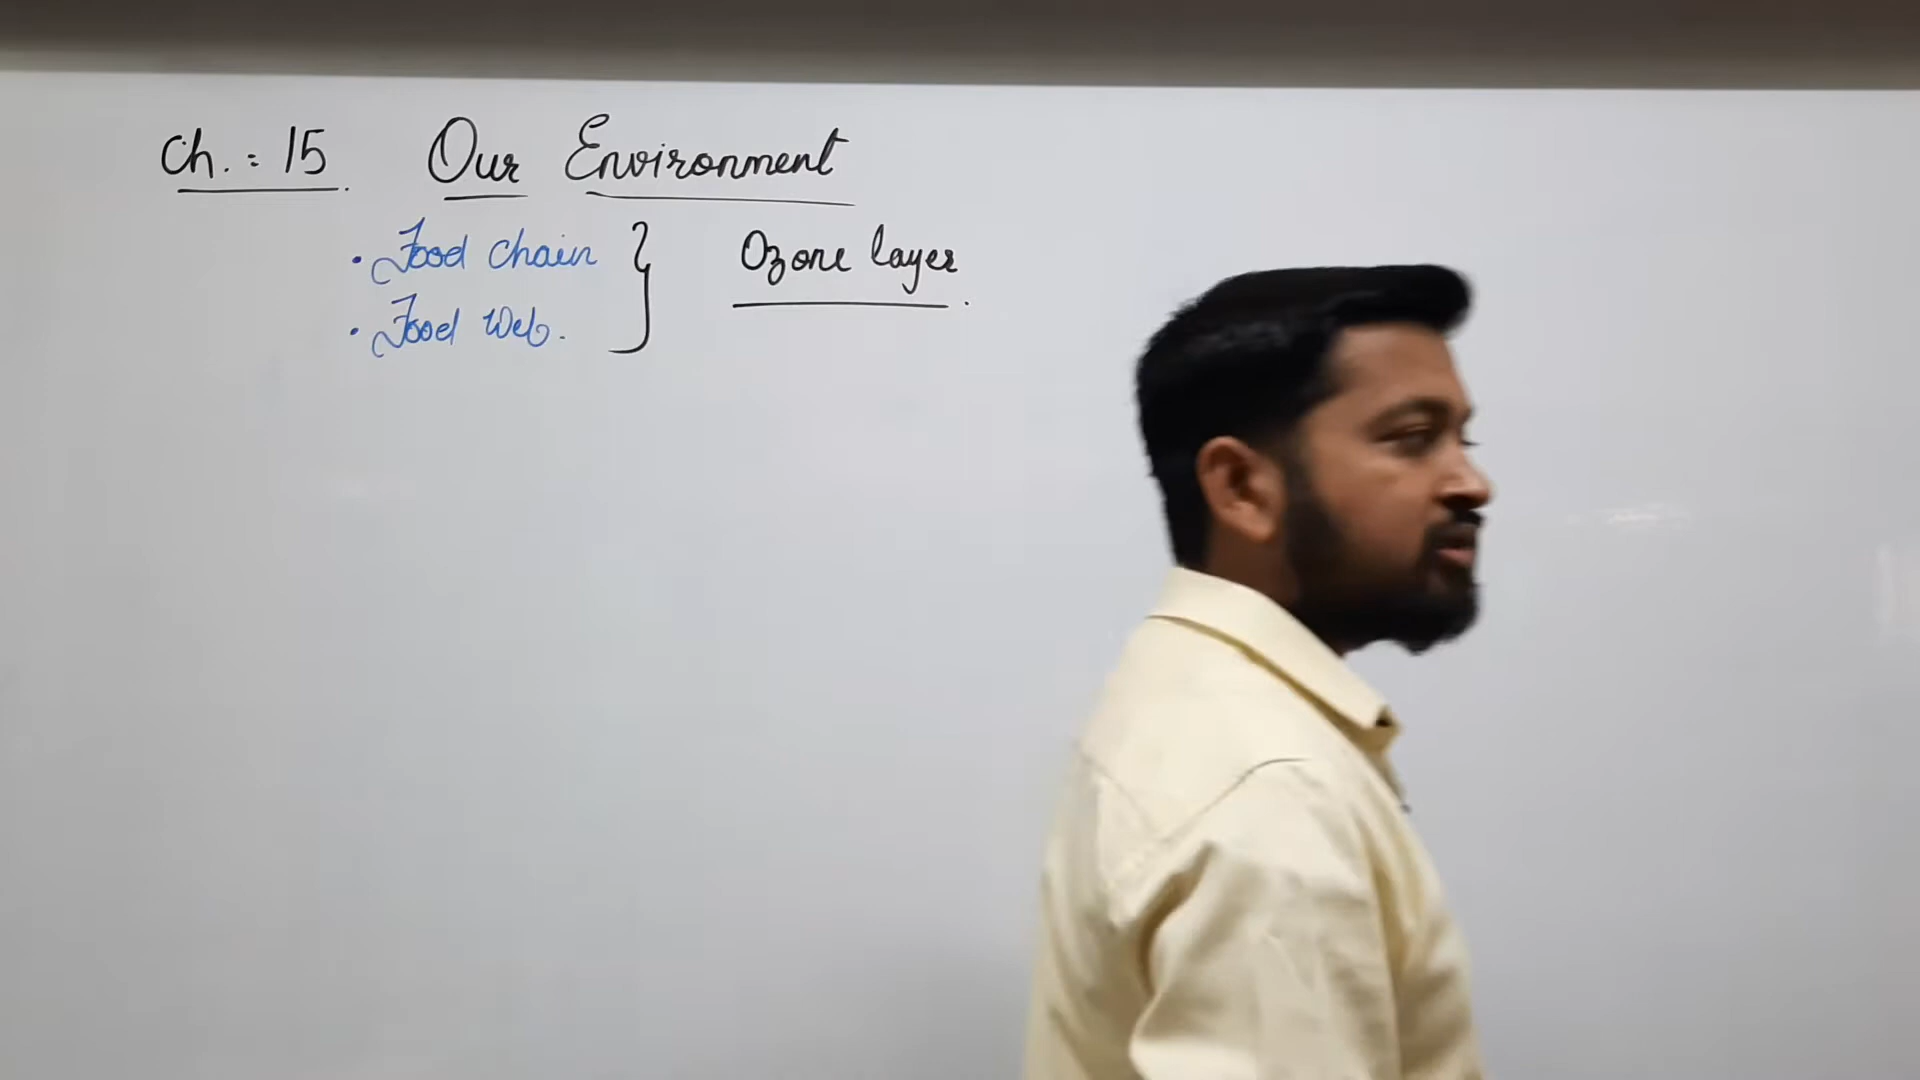 Ch. : 15 Our Environment
• Food chain } Ozone layer.
• Food Web.